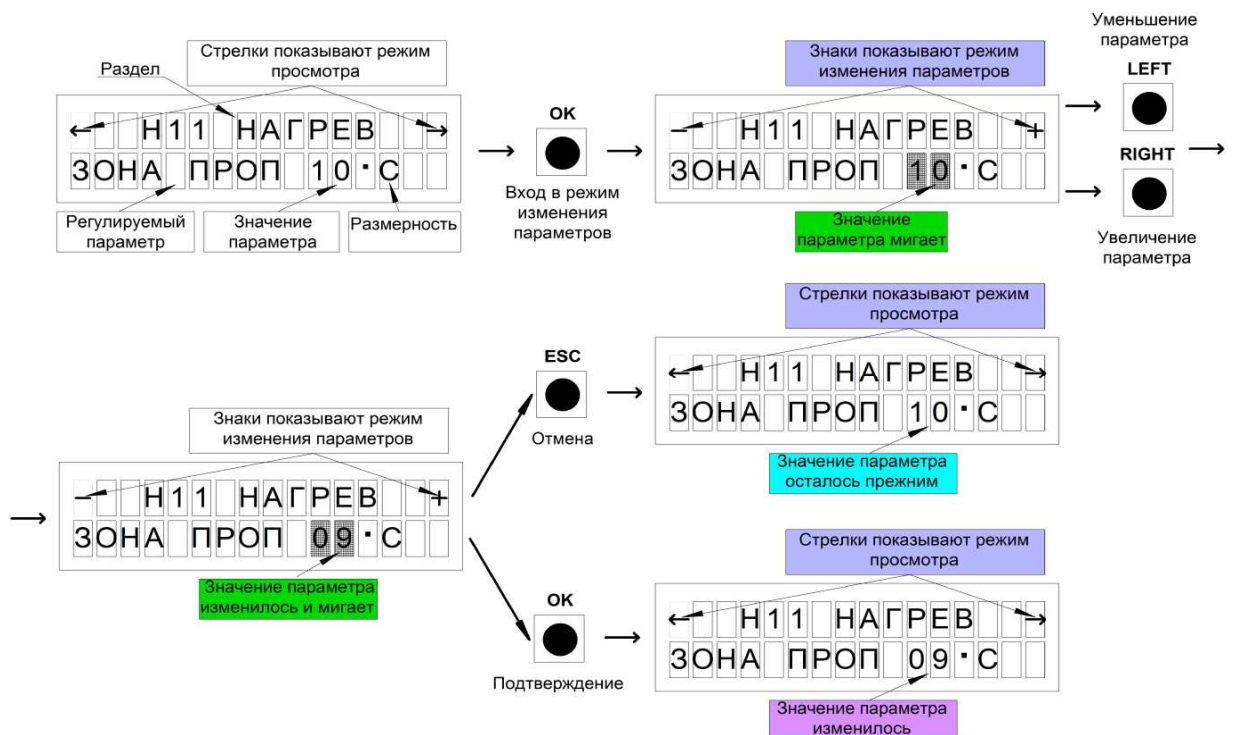 Стрелки показывают режим
просмотра
Раздел
← Н11 НАГРЕВ →
ЗОНА ПРОП 10·С
Регулируемый
параметр
Значение
параметра
Размерность
ОК
Вход в режим
изменения
параметров
Знаки показывают режим
изменения параметров
− Н11 НАГРЕВ +
ЗОНА ПРОП 10·С
Значение
параметра мигает
Уменьшение
параметра
LEFT
RIGHT
Увеличение
параметра
Знаки показывают режим
изменения параметров
− Н11 НАГРЕВ +
ЗОНА ПРОП 09·С
Значение параметра
изменилось и мигает
ESC
Отмена
Стрелки показывают режим
просмотра
← Н11 НАГРЕВ →
ЗОНА ПРОП 10·С
Значение параметра
осталось прежним
ОК
Подтверждение
Стрелки показывают режим
просмотра
← Н11 НАГРЕВ →
ЗОНА ПРОП 09·С
Значение параметра
изменилось